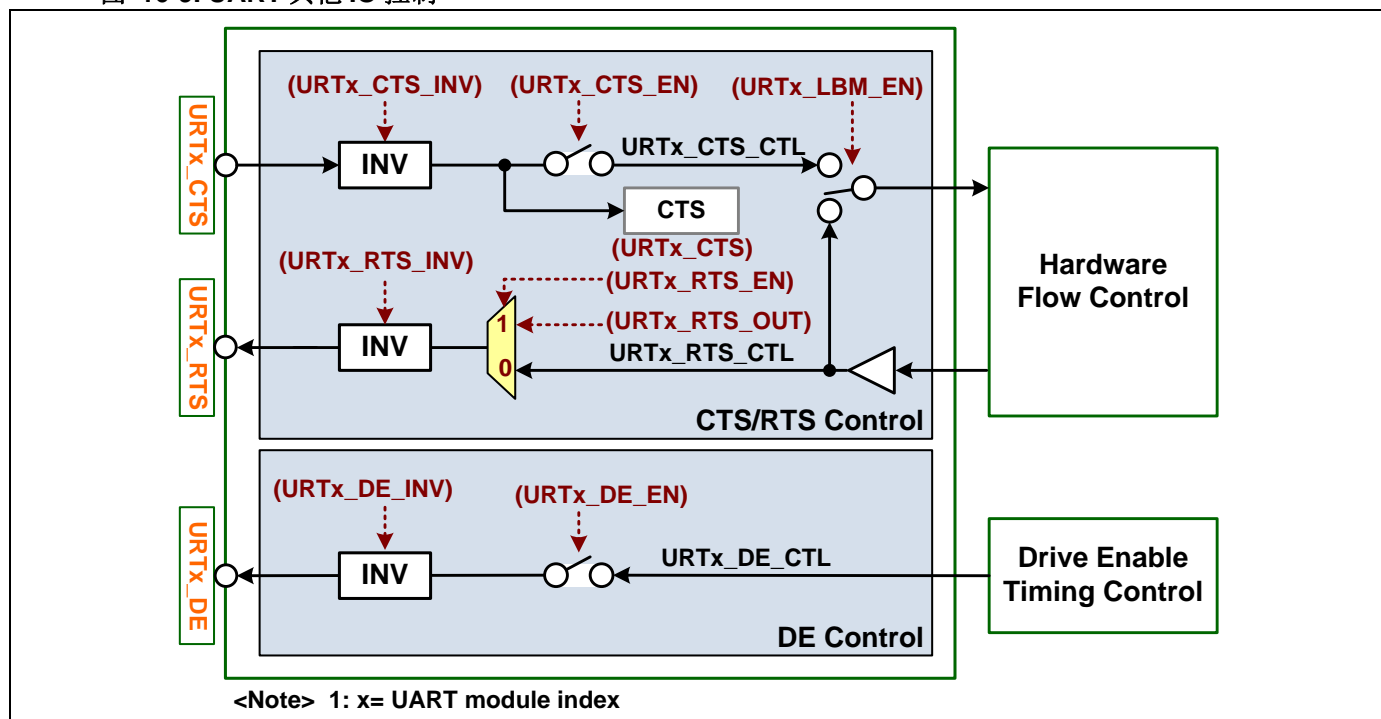 URTx_CTS
(URTx_CTS_INV)
(URTx_CTS_EN)
(URTx_LBM_EN)
INV
URTx_CTS_CTL
CTS
(URTx_CTS)
URTx_RTS
(URTx_RTS_INV)
(URTx_RTS_EN)
(URTx_RTS_OUT)
INV
1
0
URTx_RTS_CTL
CTS/RTS Control
Hardware
Flow Control
URTx_DE
(URTx_DE_INV)
(URTx_DE_EN)
INV
URTx_DE_CTL
DE Control
Drive Enable
Timing Control
<Note> 1: x= UART module index